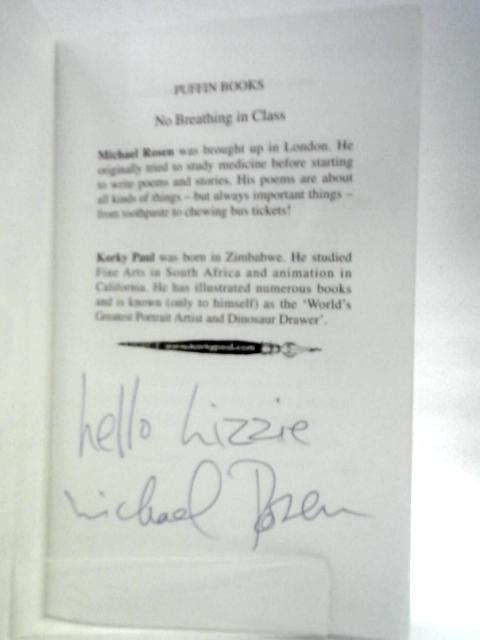 PUFFIN BOOKS
No Breathing in Class
Michael Rosen was brought up in London. He
originally tried to study medicine before starting
to write poems and stories. His poems are about
all kinds of things – but always important things –
from toothpaste to chewing bus tickets!
Korky Paul was born in Zimbabwe. He studied
Fine Arts in South Africa and animation in
California. He has illustrated numerous books
and is known (only to himself) as the 'World's
Greatest Portrait Artist and Dinosaur Drawer'.
www.korkypaul.com
hello Lizzie
Michael Rosen